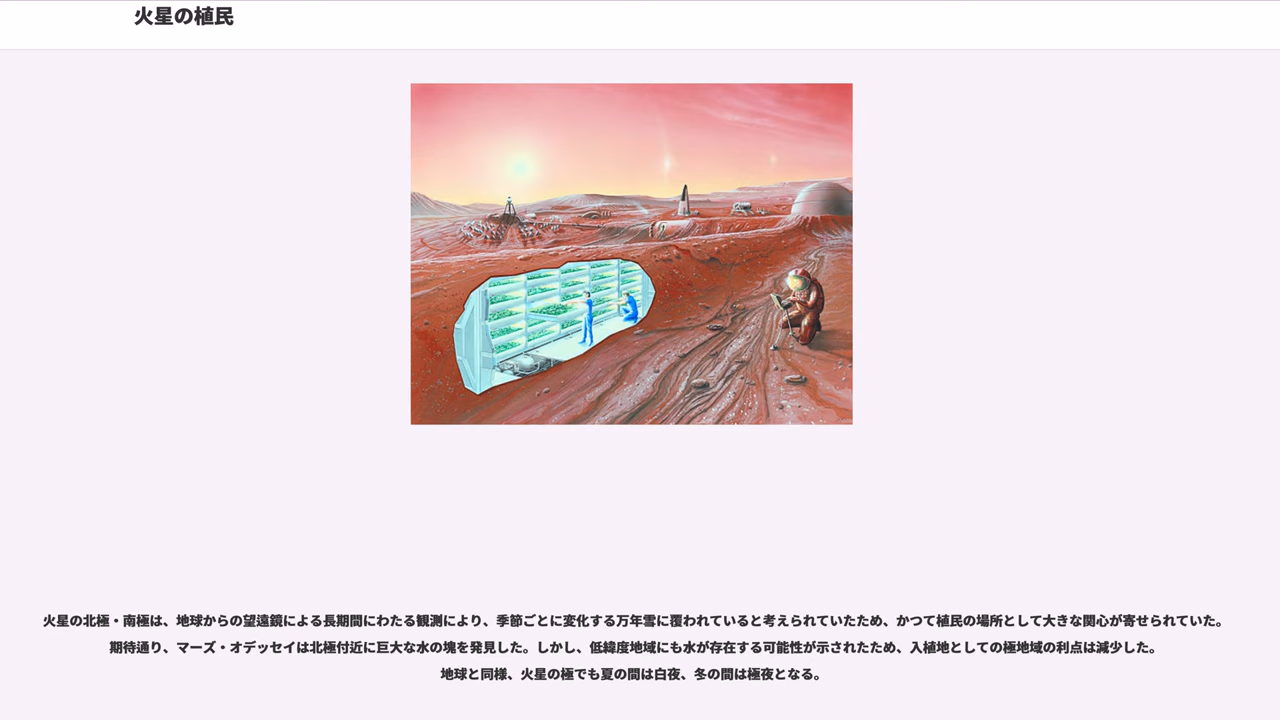 火星の植民
火星の北極・南極は、地球からの望遠鏡による長期間にわたる観測により、季節ごとに変化する万年雪に覆われていると考えられていたため、かつて植民の場所として大きな関心が寄せられていた。
期待通り、マーズ・オデッセイは北極付近に巨大な水の塊を発見した。しかし、低緯度地域にも水が存在する可能性が示されたため、入植地としての極地域の利点は減少した。
地球と同様、火星の極でも夏の間は白夜、冬の間は極夜となる。